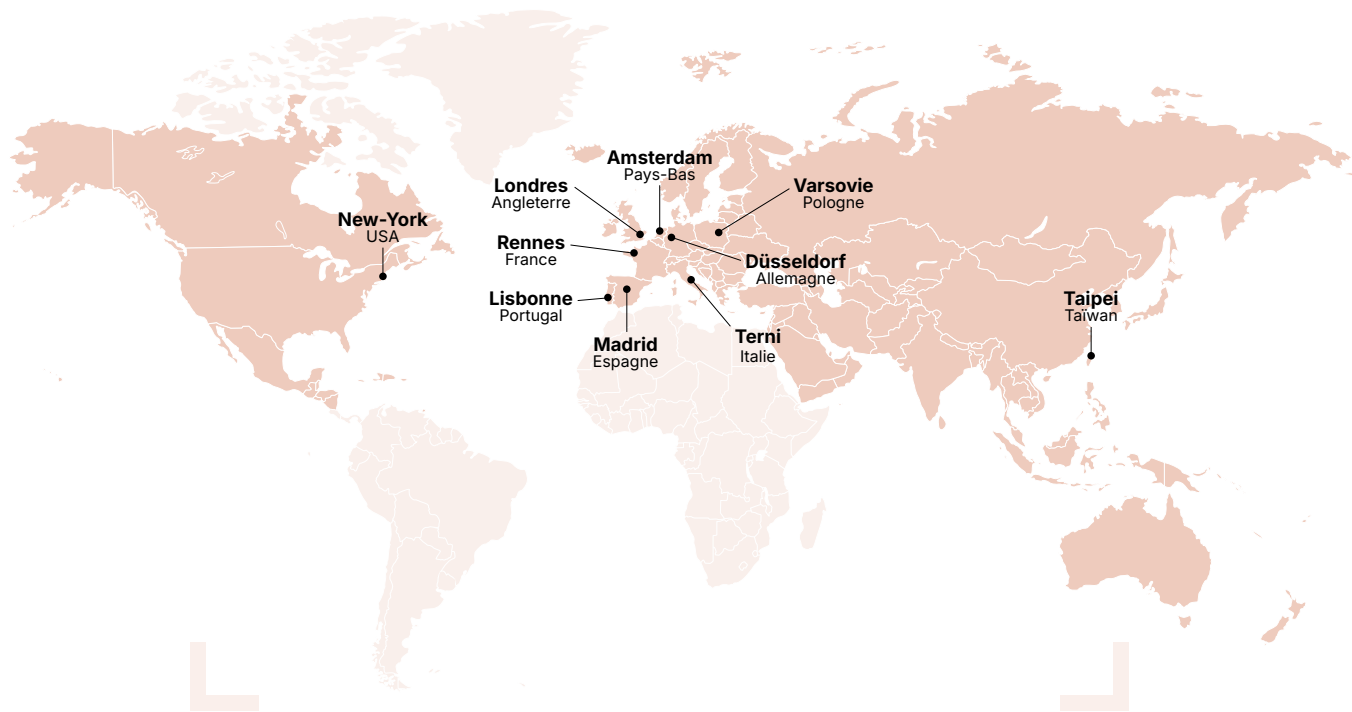 Amsterdam
Pays-Bas
Londres
Angleterre
Varsovie
Pologne
New-York
USA
Rennes
France
Düsseldorf
Allemagne
Lisbonne
Portugal
Taipei
Taïwan
Madrid
Espagne
Terni
Italie